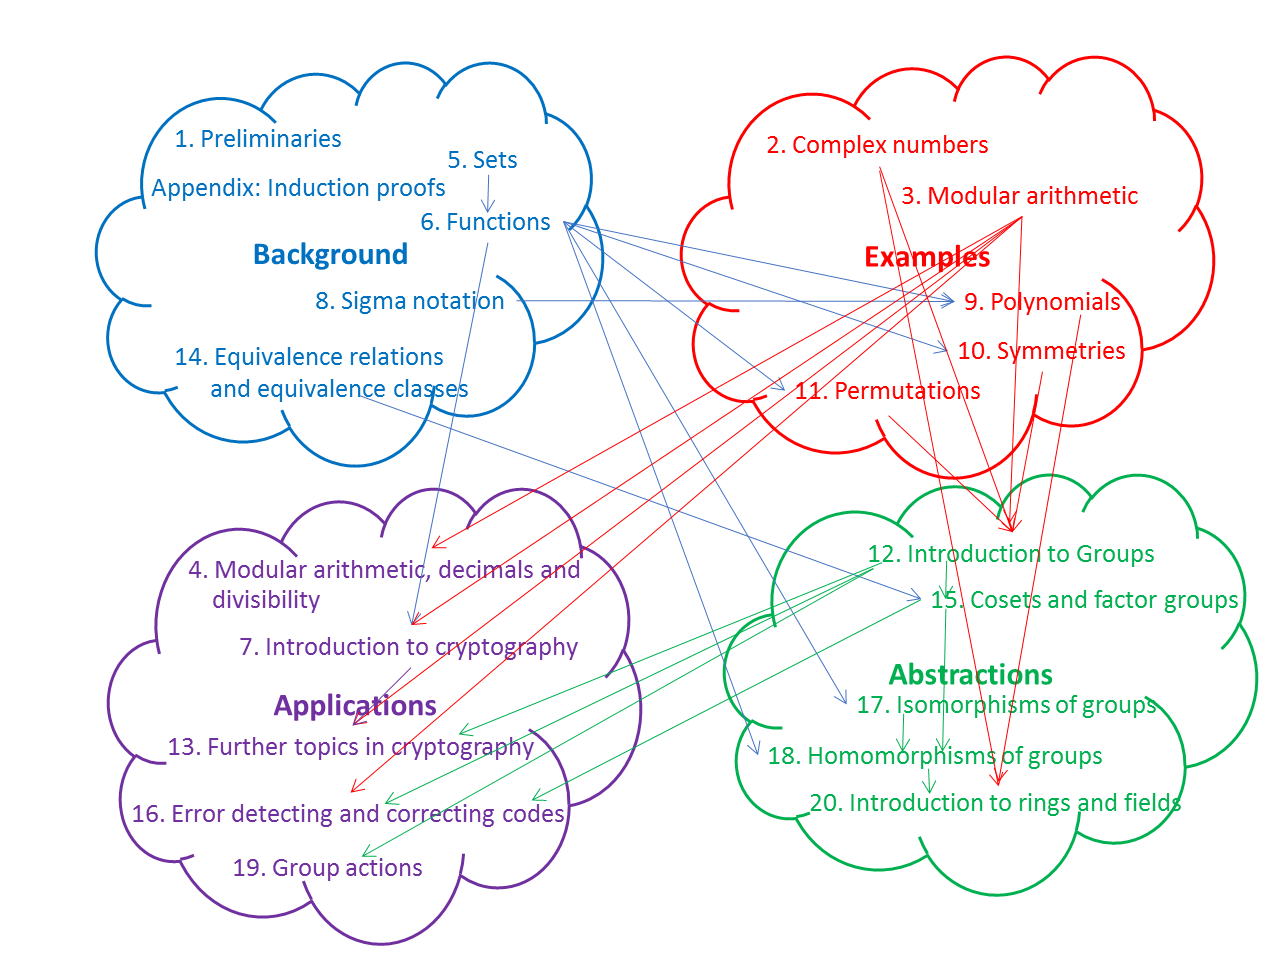 1. Preliminaries
5. Sets
Appendix: Induction proofs
6. Functions
Background
8. Sigma notation
14. Equivalence relations
and equivalence classes
2. Complex numbers
3. Modular arithmetic
Examples
9. Polynomials
10. Symmetries
11. Permutations
4. Modular arithmetic, decimals and
divisibility
7. Introduction to cryptography
Applications
13. Further topics in cryptography
16. Error detecting and correcting codes
19. Group actions
12. Introduction to Groups
15. Cosets and factor groups
Abstractions
17. Isomorphisms of groups
18. Homomorphisms of groups
20. Introduction to rings and fields